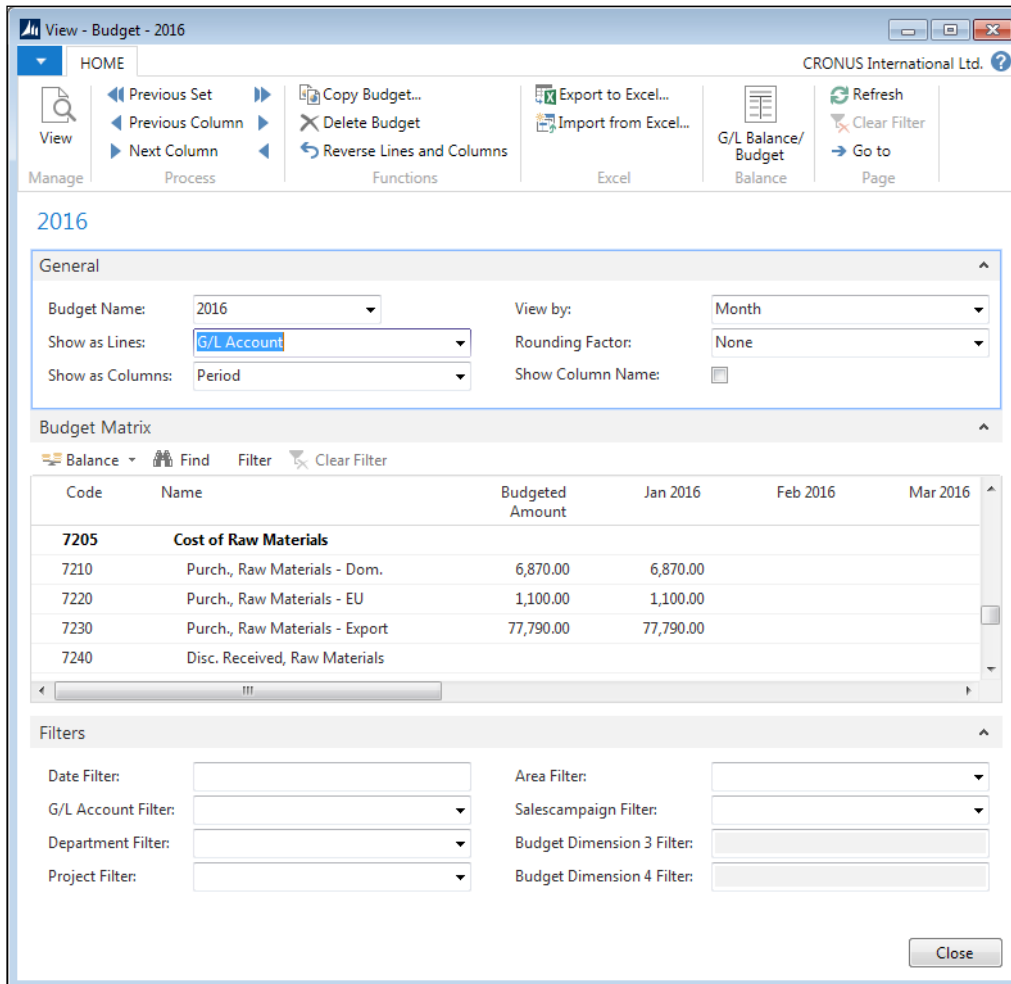 View - Budget - 2016
HOME
CRONUS International Ltd.
View
Previous Set
Previous Column
Next Column
Copy Budget...
Delete Budget
Reverse Lines and Columns
Export to Excel...
Import from Excel...
G/L Balance/
Budget
Refresh
Clear Filter
Go to
Manage Process Functions Excel Balance Page
2016
General
Budget Name: 2016 View by: Month
Show as Lines: G/L Account Rounding Factor: None
Show as Columns: Period Show Column Name:
Budget Matrix
Balance Find Filter Clear Filter
Code Name Budgeted Amount Jan 2016 Feb 2016 Mar 2016
7205 Cost of Raw Materials
7210 Purch., Raw Materials - Dom. 6,870.00 6,870.00
7220 Purch., Raw Materials - EU 1,100.00 1,100.00
7230 Purch., Raw Materials - Export 77,790.00 77,790.00
7240 Disc. Received, Raw Materials
Filters
Date Filter: Area Filter:
G/L Account Filter: Salescampaign Filter:
Department Filter: Budget Dimension 3 Filter:
Project Filter: Budget Dimension 4 Filter:
Close